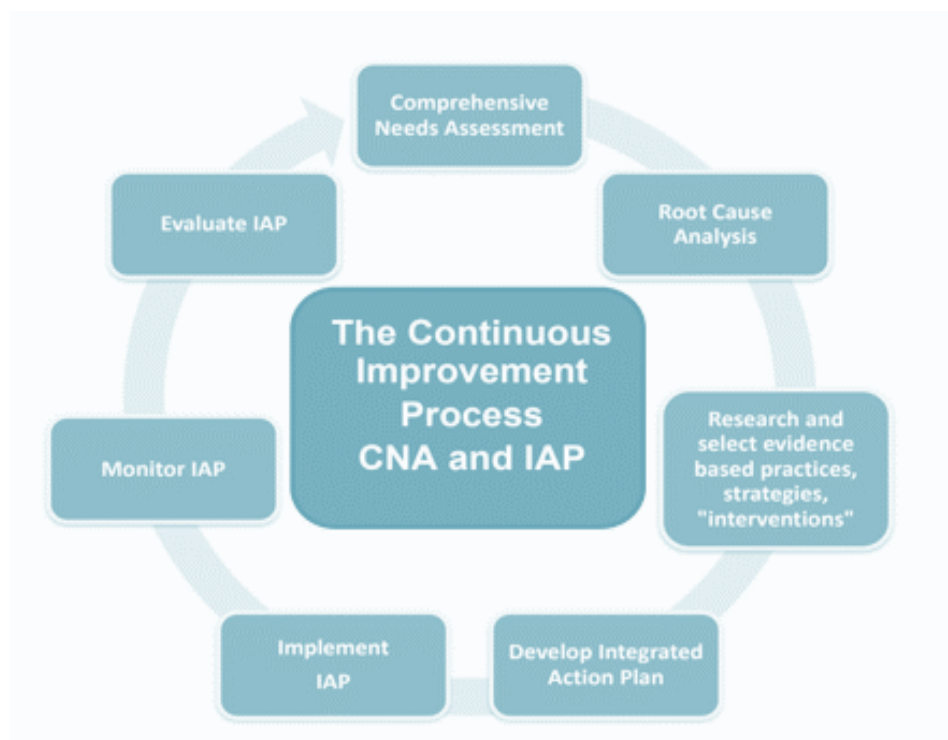 Comprehensive
Needs Assessment
Root Cause
Analysis
Research and
select evidence
based practices,
strategies,
"interventions"
Develop Integrated
Action Plan
Implement
IAP
Monitor IAP
Evaluate IAP
The Continuous
Improvement
Process
CNA and IAP